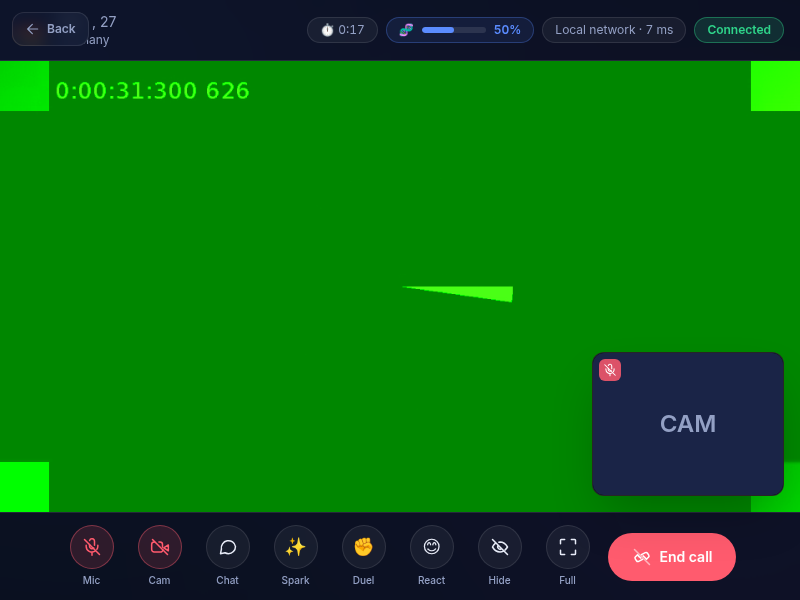 Back
, 27
any
0:17
50%
Local network · 7 ms
Connected
0:00:31:300 626
CAM
Mic
Cam
Chat
Spark
Duel
React
Hide
Full
End call